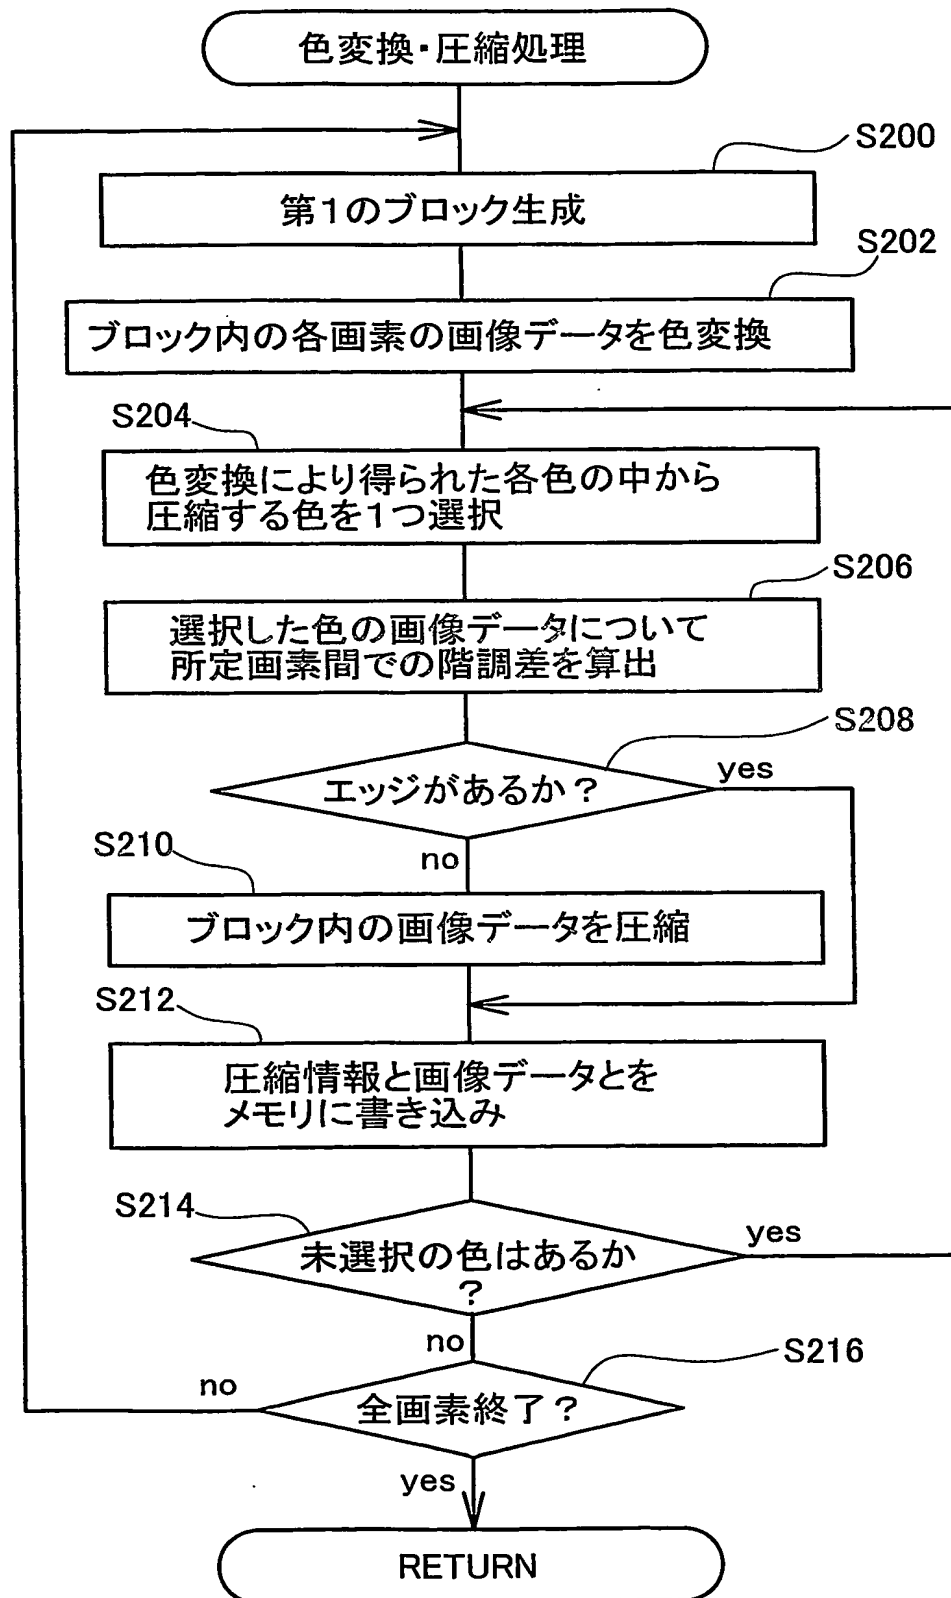 色変換・圧縮処理
S200
第１のブロック生成
S202
ブロック内の各画素の画像データを色変換
S204
色変換により得られた各色の中から
圧縮する色を１つ選択
S206
選択した色の画像データについて
所定画素間での階調差を算出
S208
エッジがあるか？
yes
no
S210
ブロック内の画像データを圧縮
S212
圧縮情報と画像データとを
メモリに書き込み
S214
未選択の色はあるか
？
yes
no
S216
全画素終了？
no
yes
RETURN